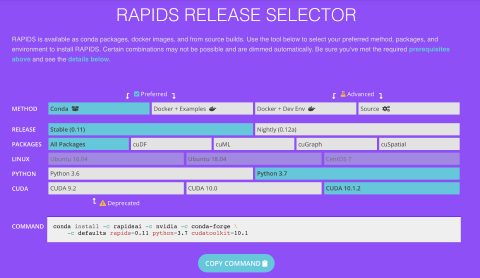 RAPIDS RELEASE SELECTOR
RAPIDS is available as conda packages, docker images, and from source builds. Use the tool below to select your preferred method, packages, and
environment to install RAPIDS. Certain combinations may not be possible and are dimmed automatically. Be sure you've met the required prerequisites
above and see the details below.
Preferred Advanced
METHOD Conda Docker + Examples Docker + Dev Env Source
RELEASE Stable (0.11) Nightly (0.12a)
PACKAGES All Packages cuDF cuML cuGraph cuSpatial
LINUX Ubuntu 16.04 Ubuntu 18.04 CentOS 7
PYTHON Python 3.6 Python 3.7
CUDA CUDA 9.2 CUDA 10.0 CUDA 10.1.2
Deprecated
COMMAND conda install -c rapidsai -c nvidia -c conda-forge \
-c defaults rapids=0.11 python=3.7 cudatoolkit=10.1
COPY COMMAND